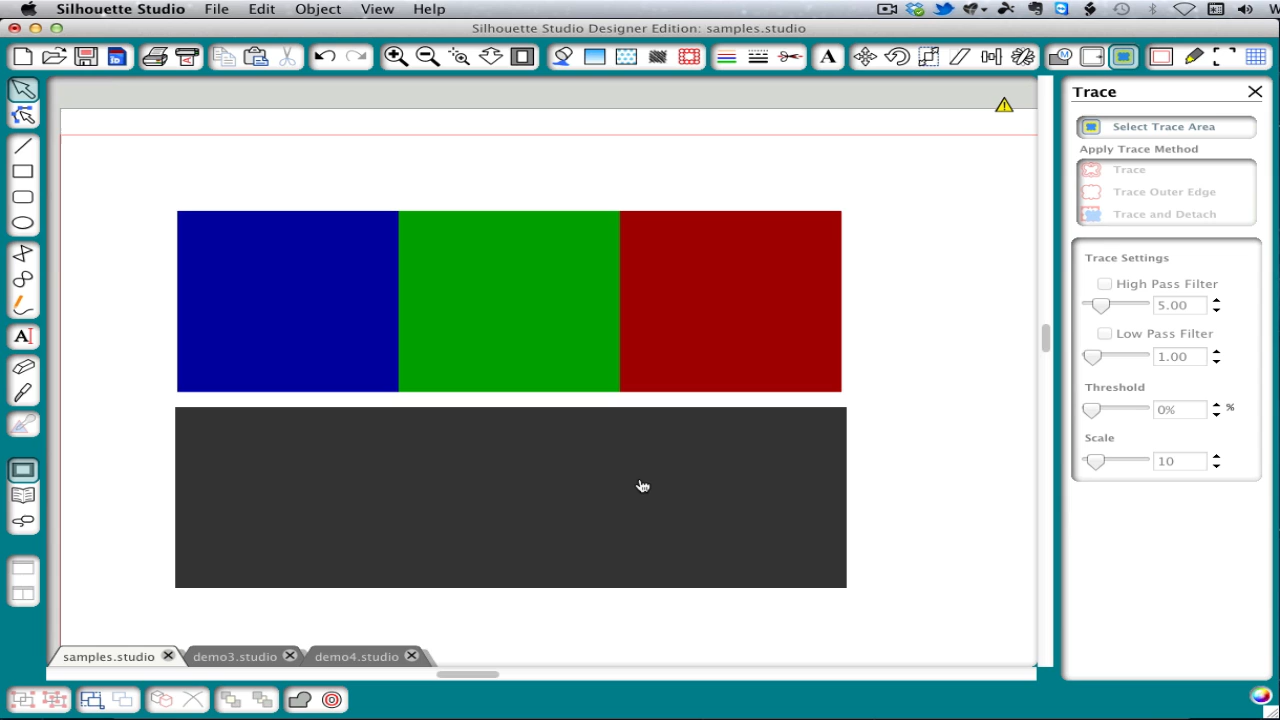 Silhouette Studio File Edit Object View Help
Silhouette Studio Designer Edition: samples.studio
Trace
Select Trace Area
Apply Trace Method
Trace
Trace Outer Edge
Trace and Detach
Trace Settings
High Pass Filter
5.00
Low Pass Filter
1.00
Threshold
0% %
Scale
10
samples.studio demo3.studio demo4.studio